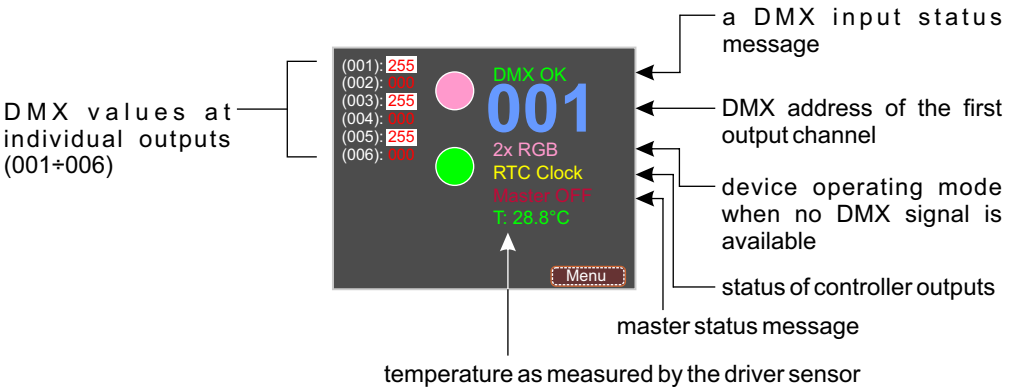 a DMX input status
message
(001): 255
(002): 000
(003): 255
(004): 000
(005): 255
(006): 000
DMX OK
001
2x RGB
RTC Clock
Master OFF
T: 28.8°C
Menu
DMX values at
individual outputs
(001÷006)
DMX address of the first
output channel
device operating mode
when no DMX signal is
available
status of controller outputs
master status message
temperature as measured by the driver sensor